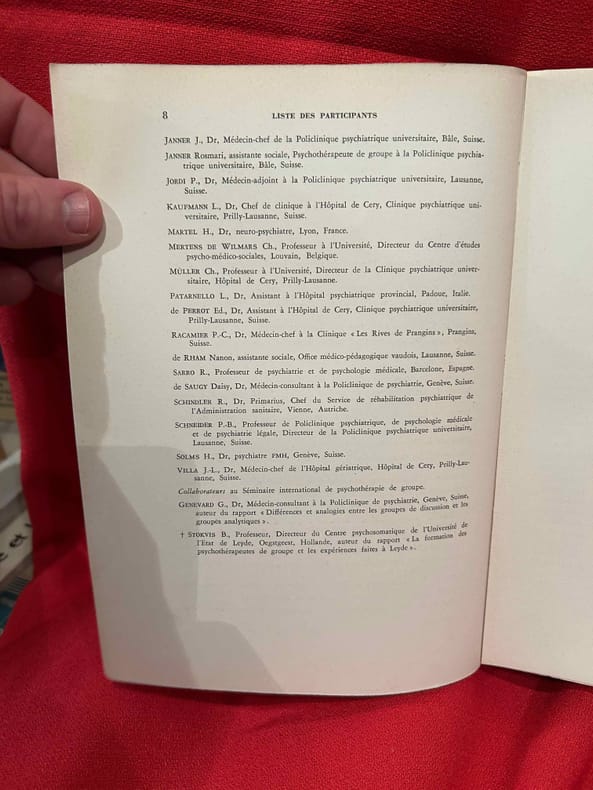 8
LISTE DES PARTICIPANTS
JANNER J., Dr, Médecin-chef de la Policlinique psychiatrique universitaire, Bâle, Suisse.
JANNER Rosmari, assistante sociale, Psychothérapeute de groupe à la Policlinique psychia-
trique universitaire, Bâle, Suisse.
JORDI P., Dr, Médecin-adjoint à la Policlinique psychiatrique universitaire, Lausanne,
Suisse.
KAUFMANN L., Dr, Chef de clinique à l'Hôpital de Cery, Clinique psychiatrique uni-
versitaire, Prilly-Lausanne, Suisse.
MARTEL H., Dr, neuro-psychiatre, Lyon, France.
MERTENS DE WILMARS Ch., Professeur à l'Université, Directeur du Centre d'études
psycho-médico-sociales, Louvain, Belgique.
MÜLLER Ch., Professeur à l'Université, Directeur de la Clinique psychiatrique univer-
sitaire, Hôpital de Cery, Prilly-Lausanne.
PATARNELLO L., Dr, Assistant à l'Hôpital psychiatrique provincial, Padoue, Italie.
de PERROT Ed., Dr, Assistant à l'Hôpital de Cery, Clinique psychiatrique universitaire,
Prilly-Lausanne, Suisse.
RACAMIER P.-C., Dr, Médecin-chef à la Clinique « Les Rives de Prangins », Prangins,
Suisse.
de RHAM Nanon, assistante sociale, Office médico-pédagogique vaudois, Lausanne, Suisse.
SARRO R., Professeur de psychiatrie et de psychologie médicale, Barcelone, Espagne.
de SAUGY Daisy, Dr, Médecin-consultant à la Policlinique de psychiatrie, Genève, Suisse.
SCHINDLER R., Dr, Primarius, Chef du Service de réhabilitation psychiatrique de
l'Administration sanitaire, Vienne, Autriche.
SCHNEIDER P.-B., Professeur de Policlinique psychiatrique, de psychologie médicale
et de psychiatrie légale, Directeur de la Policlinique psychiatrique universitaire,
Lausanne, Suisse.
SOLMS H., Dr, psychiatre FMH, Genève, Suisse.
VILLA J.-L., Dr, Médecin-chef de l'Hôpital gériatrique, Hôpital de Cery, Prilly-Lau-
sanne, Suisse.
Collaborateurs au Séminaire international de psychothérapie de groupe.
GENEVARD G., Dr, Médecin-consultant à la Policlinique de psychiatrie, Genève, Suisse,
auteur du rapport « Différences et analogies entre les groupes de discussion et les
groupes analytiques ».
† STOKVIS B., Professeur, Directeur du Centre psychosomatique de l'Université de
l'Etat de Leyde, Oegstgeest, Hollande, auteur du rapport « La formation des
psychothérapeutes de groupe et les expériences faites à Leyde ».